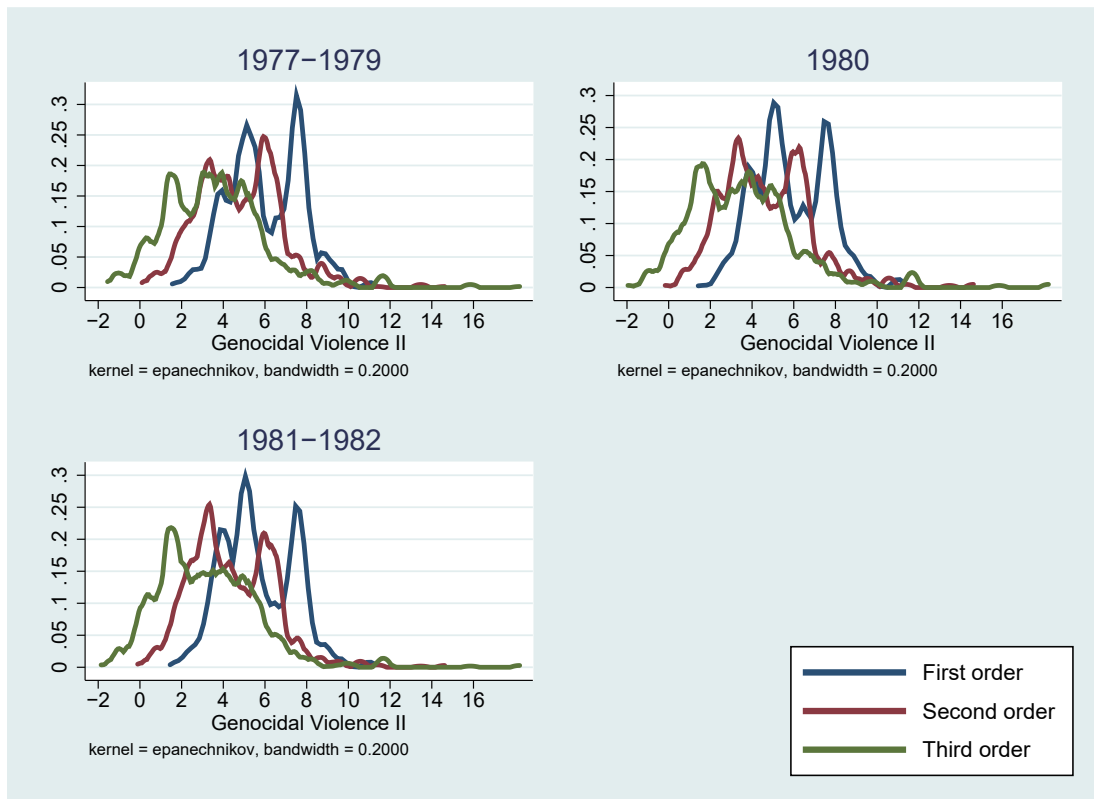 1977−1979
.3
.25
.2
.15
.1
.05
0
−2 0 2 4 6 8 10 12 14 16
Genocidal Violence II
kernel = epanechnikov, bandwidth = 0.2000
1980
.3
.25
.2
.15
.1
.05
0
−2 0 2 4 6 8 10 12 14 16
Genocidal Violence II
kernel = epanechnikov, bandwidth = 0.2000
1981−1982
.3
.25
.2
.15
.1
.05
0
−2 0 2 4 6 8 10 12 14 16
Genocidal Violence II
kernel = epanechnikov, bandwidth = 0.2000
First order
Second order
Third order